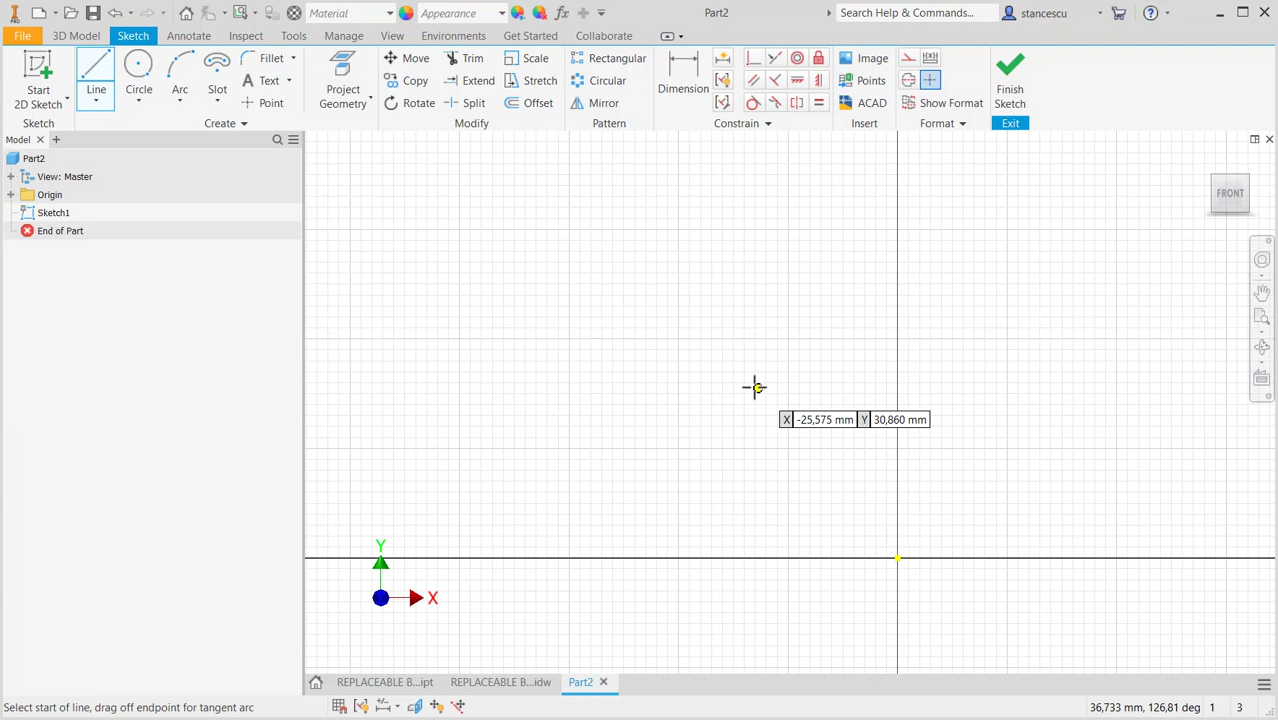 PRO
Material
Appearance
Part2
Search Help & Commands...
stancescu
File
3D Model
Sketch
Annotate
Inspect
Tools
Manage
View
Environments
Get Started
Collaborate
Start
2D Sketch
Line
Circle
Arc
Plot
Fillet
Text
Point
Project
Geometry
Move
Copy
Rotate
Trim
Extend
Split
Scale
Stretch
Offset
Rectangular
Circular
Mirror
Dimension
Image
Points
ACAD
Show Format
Finish
Sketch
Sketch
Create
Modify
Pattern
Constrain
Insert
Format
Exit
Model
Part2
View: Master
Origin
Sketch1
End of Part
FRONT
X -25,575 mm Y 30,860 mm
Y
X
REPLACEABLE B...ipt
REPLACEABLE B...idw
Part2
Select start of line, drag off endpoint for tangent arc
36,733 mm, 126,81 deg 1 3